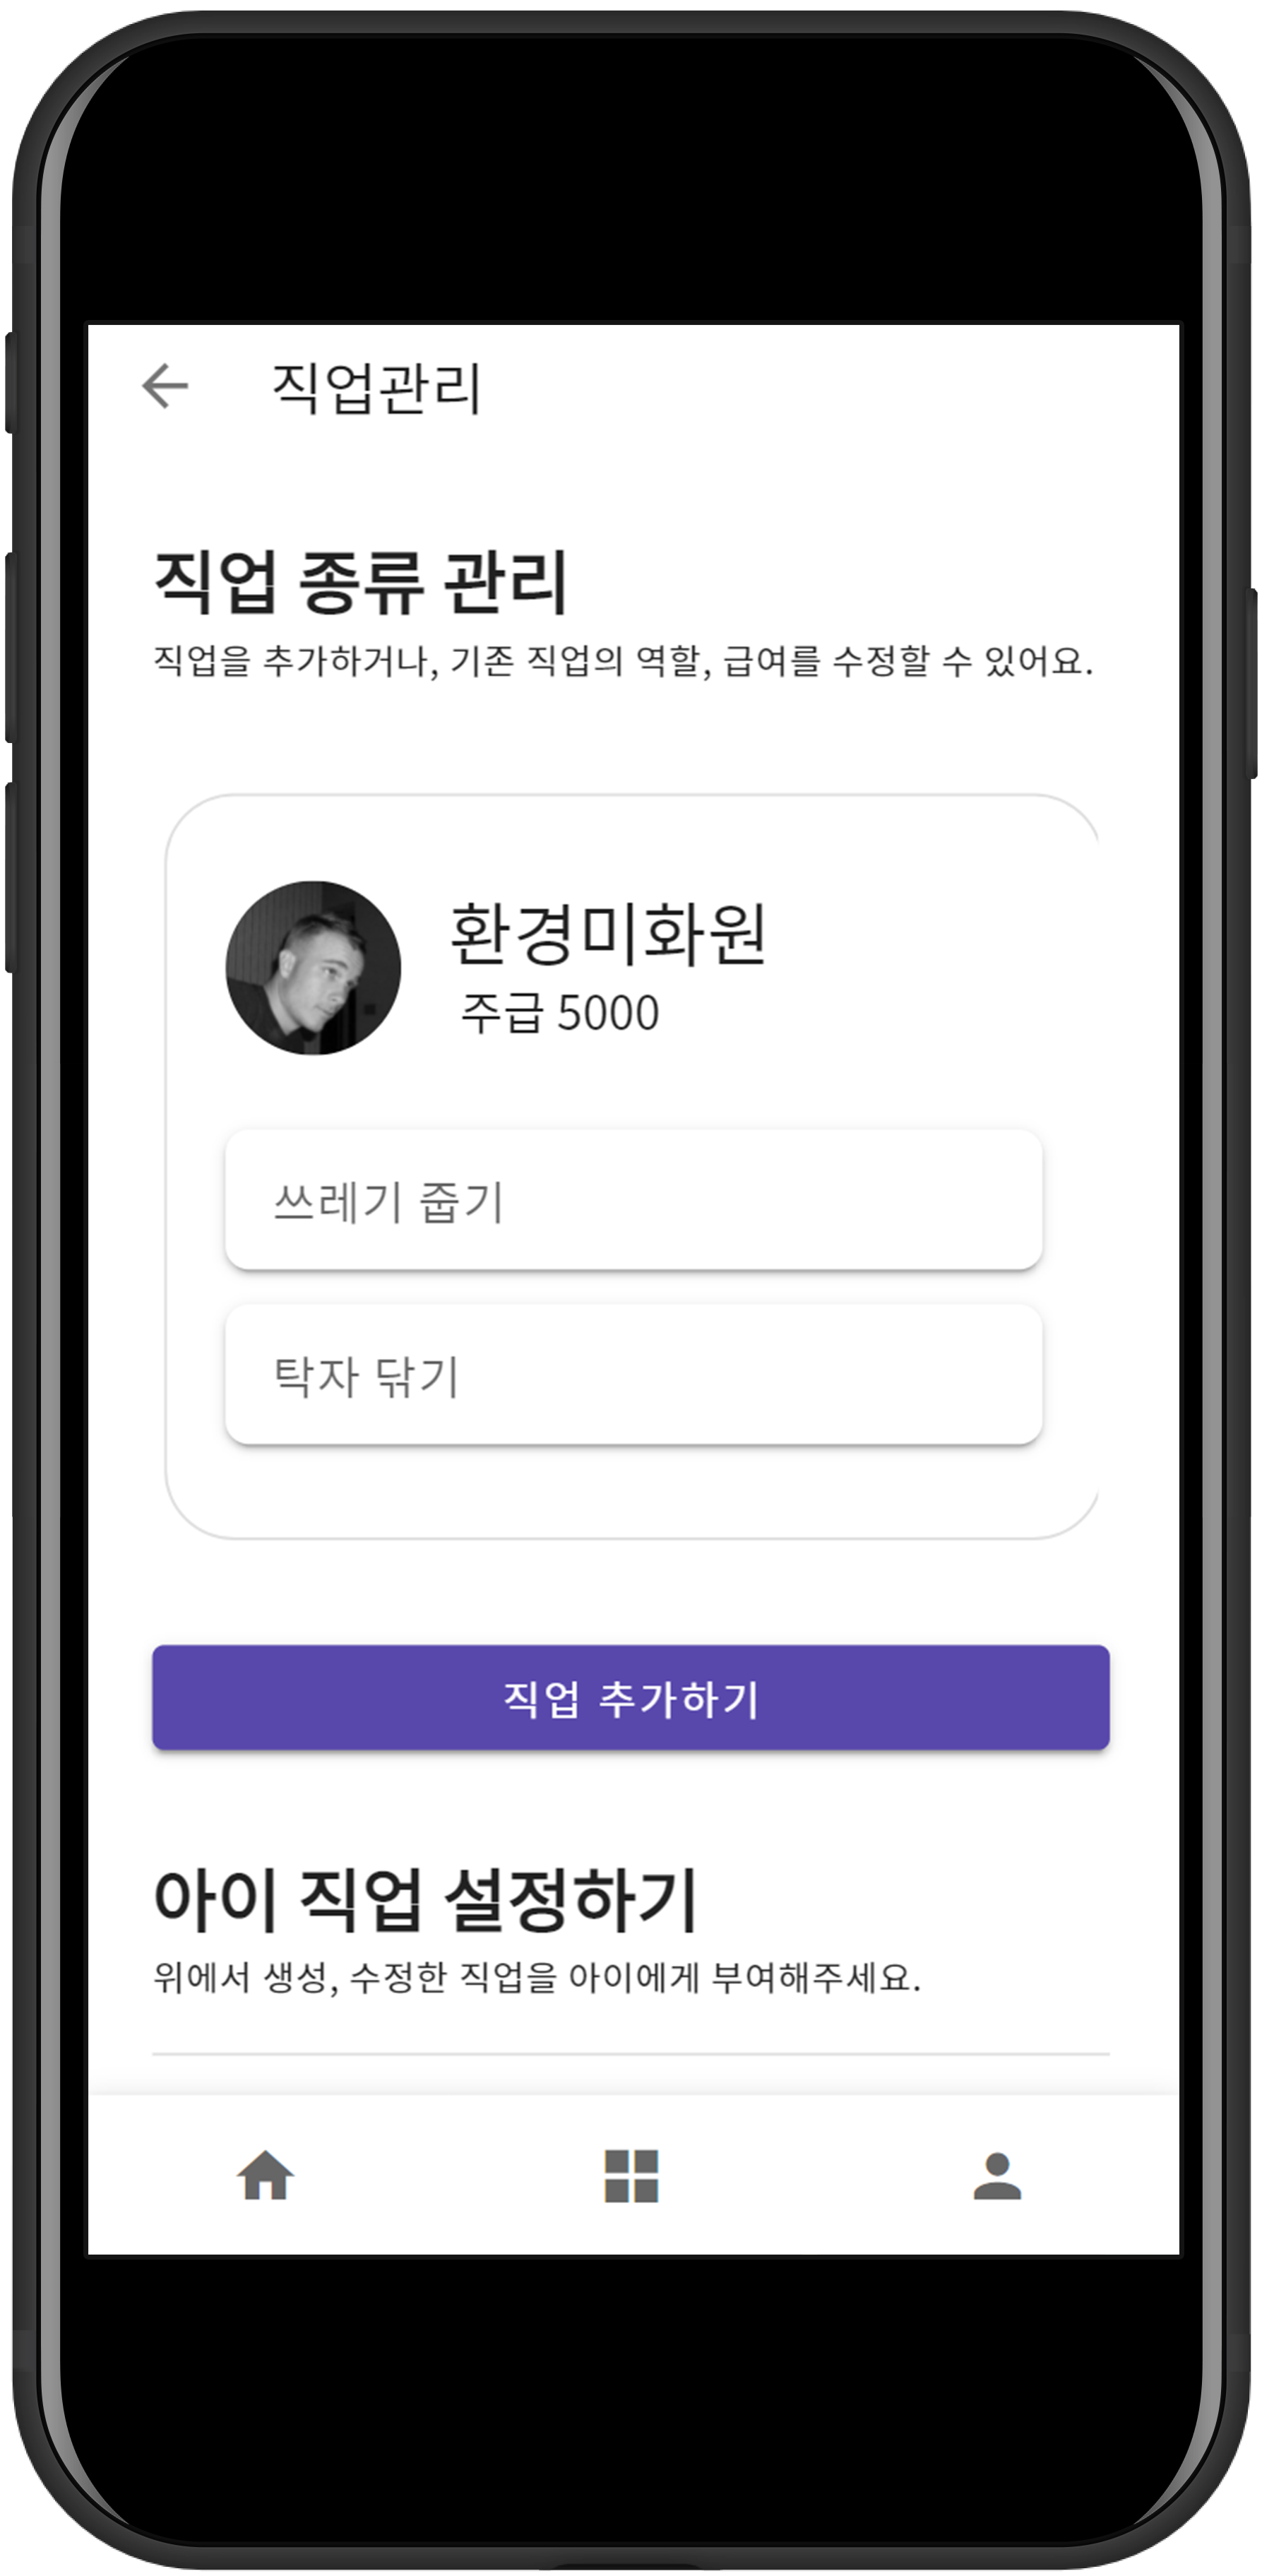 직업관리
직업 종류 관리
직업을 추가하거나, 기존 직업의 역할, 급여를 수정할 수 있어요.
환경미화원
주급 5000
쓰레기 줍기
탁자 닦기
직업 추가하기
아이 직업 설정하기
위에서 생성, 수정한 직업을 아이에게 부여해주세요.